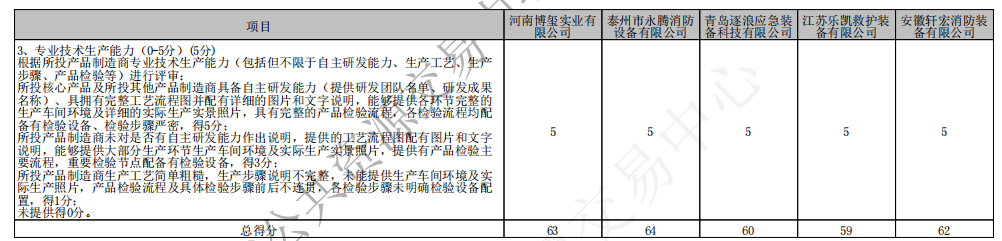 项目
河南博玺实业有限公司
泰州市永腾消防设备有限公司
青岛逐浪应急装备科技有限公司
江苏乐凯救护装备有限公司
安徽轩宏消防装备有限公司
3、专业技术生产能力（0-5分）(5分)
根据所投产品制造商专业技术生产能力（包括但不限于自主研发能力、生产工艺、生产
步骤、产品检验等）进行评审：
所投核心产品及所投其他产品制造商具备自主研发能力（提供研发团队名单、研发成果
名称）、具拥有完整工艺流程图并配有详细的图片和文字说明，能够提供各环节完整的
生产车间环境及详细的实际生产实景照片，具有完整的产品检验流程，各检验流程均配
备有检验设备、检验步骤严密，得5分；
所投产品制造商未对是否有自主研发能力作出说明，提供的工艺流程图配有图片和文字
说明，能够提供大部分生产环节生产车间环境及实际生产实景照片，提供有产品检验主
要流程，重要检验节点配备有检验设备，得3分；
所投产品制造商生产工艺简单粗糙，生产步骤说明不完整，未能提供生产车间环境及实
际生产照片，产品检验流程及具体检验步骤前后不连贯，各检验步骤未明确检验设备配
置，得1分；
未提供得0分。
5 5 5 5 5
总得分 63 64 60 59 62
公共资源交易中心
交易中心